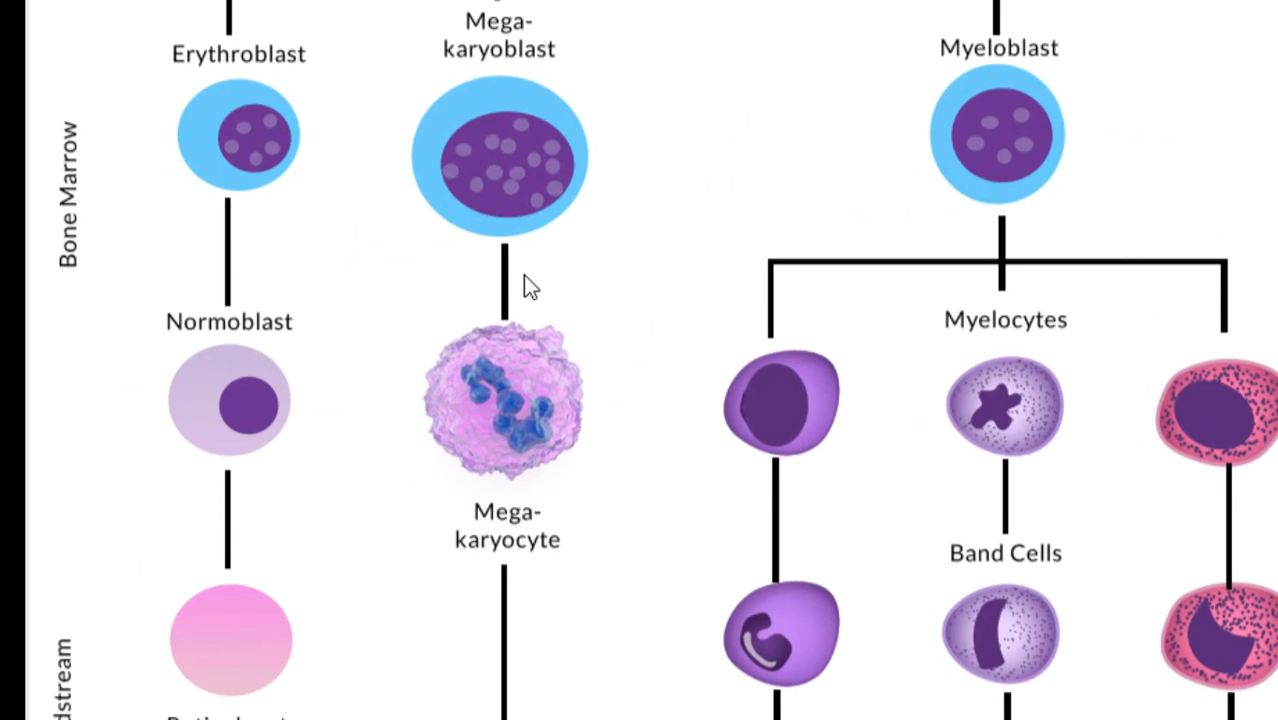 Mega-
karyoblast
Erythroblast
Myeloblast
Bone Marrow
Normoblast
Myelocytes
Mega-
karyocyte
Band Cells